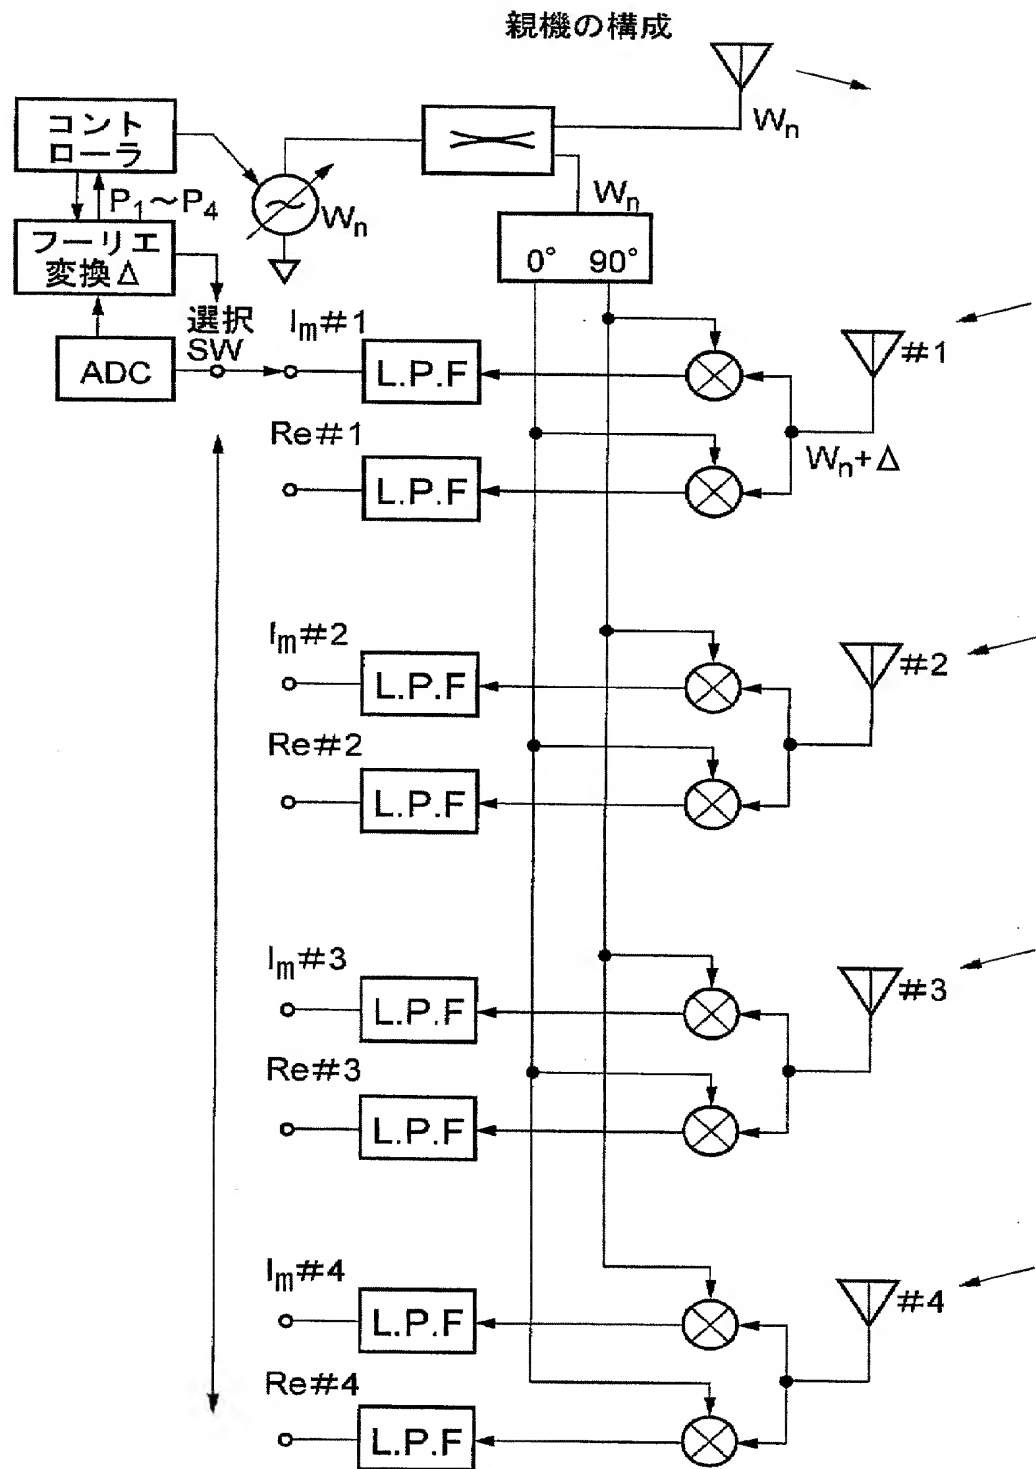 親機の構成
Wn
コント
ローラ
P1～P4
Wn
Wn
フーリエ
変換Δ
0° 90°
選択
SW
Im#1
ADC
L.P.F
#1
Re#1
Wn+Δ
L.P.F
Im#2
L.P.F
#2
Re#2
L.P.F
Im#3
L.P.F
#3
Re#3
L.P.F
Im#4
L.P.F
#4
Re#4
L.P.F